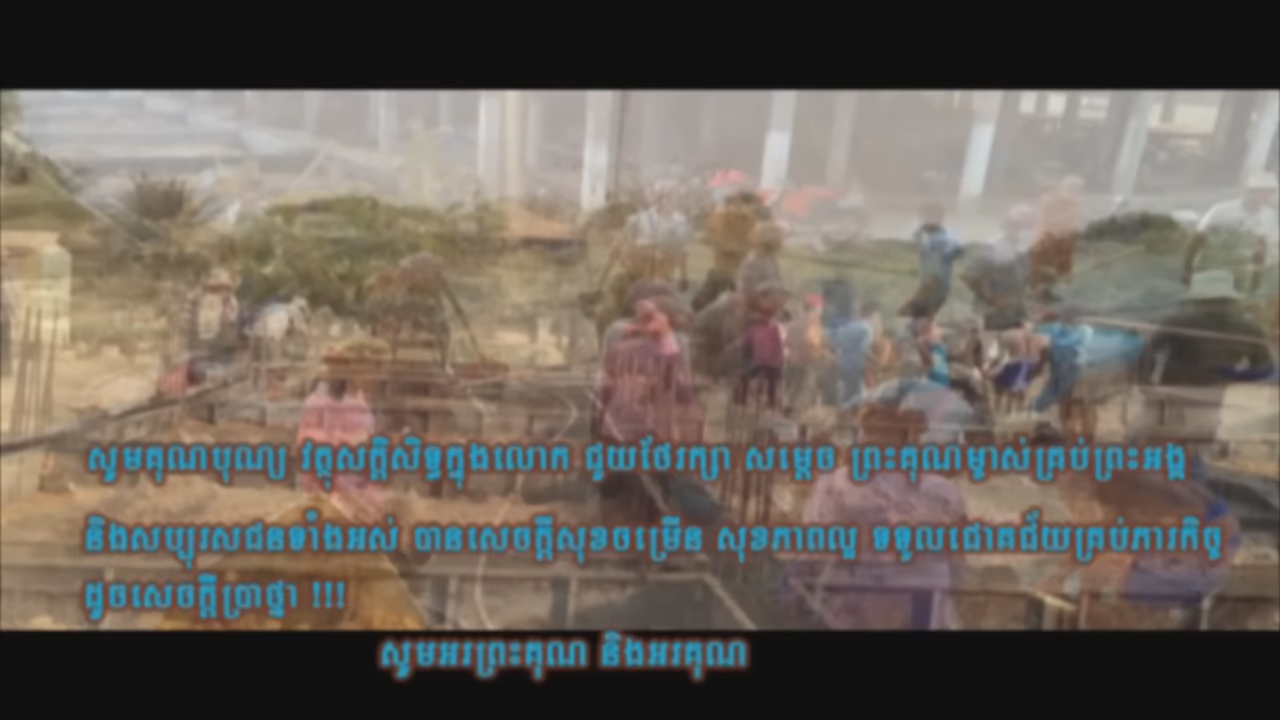 សូមគុណបុណ្យ វត្ថុសក្តិសិទ្ធក្នុងលោក ជួយថែរក្សា សម្តេច ព្រះគុណម្ចាស់គ្រប់ព្រះអង្គ
និងសប្បុរសជនទាំងអស់ បានសេចក្តីសុខចម្រើន សុខភាពល្អ ទទួលជោគជ័យគ្រប់ភារកិច្ច
ដូចសេចក្តីប្រាថ្នា !!!
សូមអរព្រះគុណ និងអរគុណ